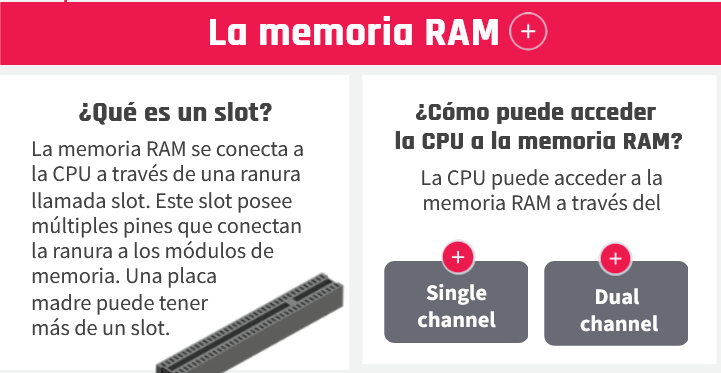 La memoria RAM +
¿Qué es un slot?
La memoria RAM se conecta a
la CPU a través de una ranura
llamada slot. Este slot posee
múltiples pines que conectan
la ranura a los módulos de
memoria. Una placa
madre puede tener
más de un slot.
¿Cómo puede acceder
la CPU a la memoria RAM?
La CPU puede acceder a la
memoria RAM a través del
+
Single
channel
+
Dual
channel